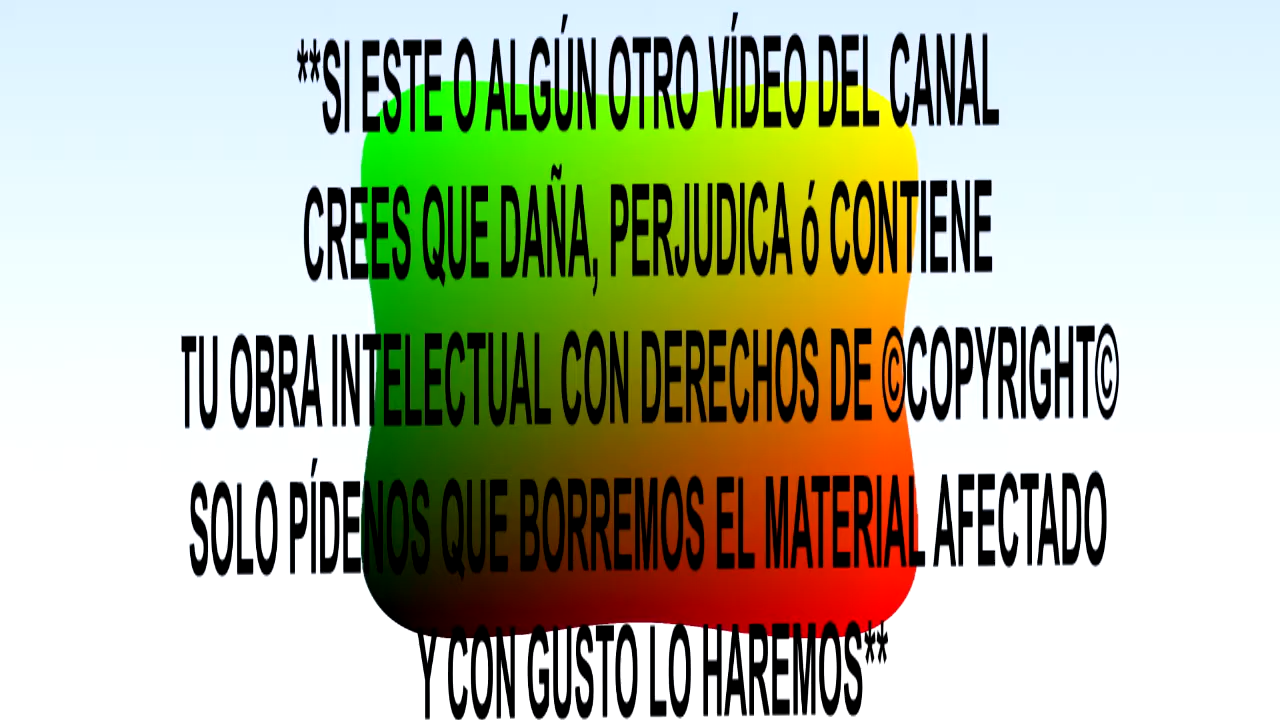 **SI ESTE O ALGÚN OTRO VÍDEO DEL CANAL
CREES QUE DAÑA, PERJUDICA ó CONTIENE
TU OBRA INTELECTUAL CON DERECHOS DE ©COPYRIGHT©
SOLO PÍDENOS QUE BORREMOS EL MATERIAL AFECTADO
Y CON GUSTO LO HAREMOS**